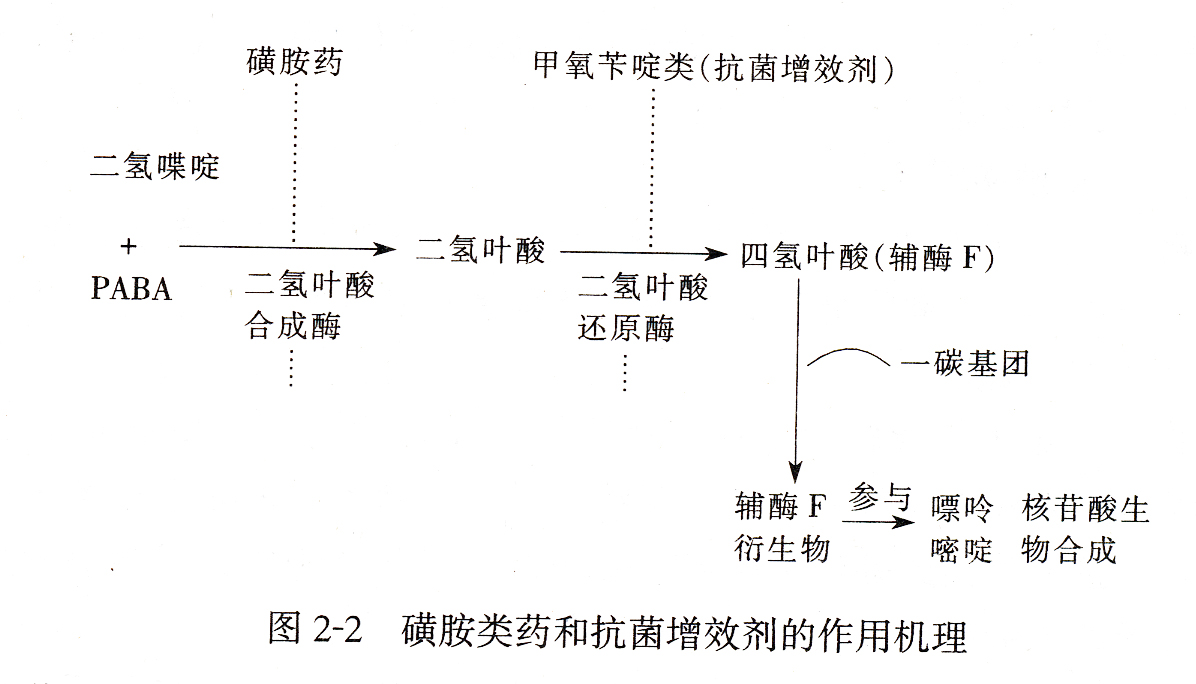 磺胺药
甲氧苄啶类(抗菌增效剂)
二氢喋啶
+
PABA
二氢叶酸
合成酶
二氢叶酸
二氢叶酸
还原酶
四氢叶酸(辅酶 F)
一碳基团
辅酶 F
衍生物
参与
嘌呤 核苷酸生
嘧啶 物合成
图 2-2 磺胺类药和抗菌增效剂的作用机理